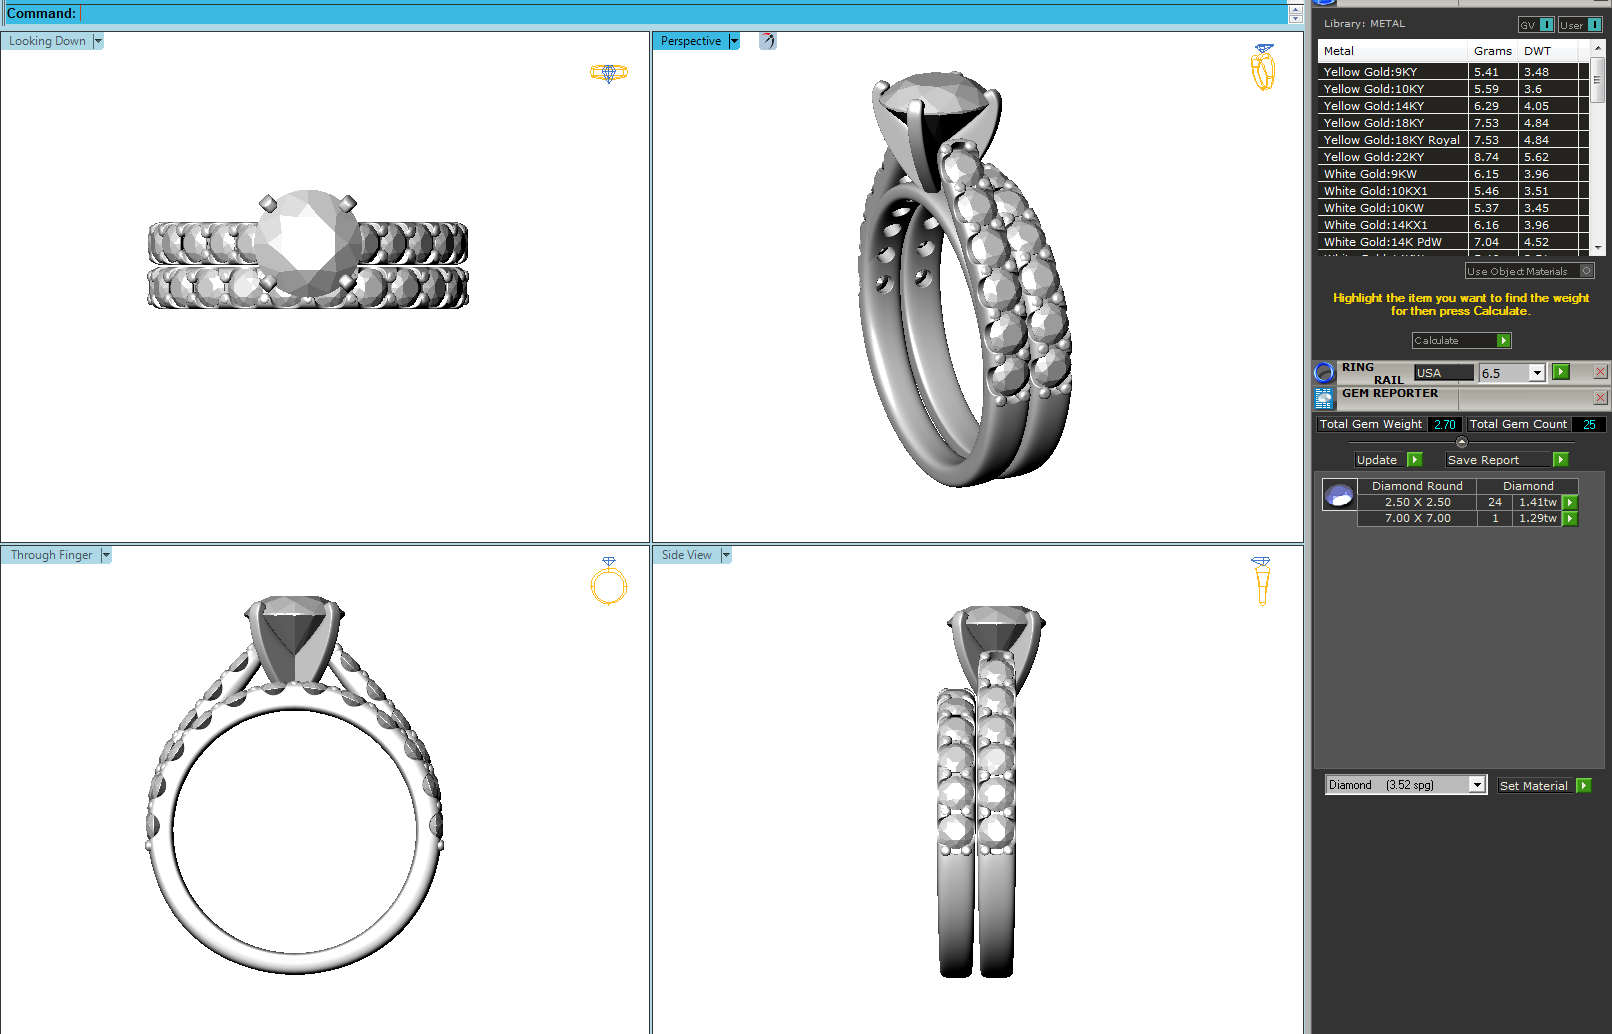 Command:
Looking Down
Perspective
Through Finger
Side View
Library: METAL
GV I User I
Metal Grams DWT
Yellow Gold:9KY 5.41 3.48
Yellow Gold:10KY 5.59 3.6
Yellow Gold:14KY 6.29 4.05
Yellow Gold:18KY 7.53 4.84
Yellow Gold:18KY Royal 7.53 4.84
Yellow Gold:22KY 8.74 5.62
White Gold:9KW 6.15 3.96
White Gold:10KX1 5.46 3.51
White Gold:10KW 5.37 3.45
White Gold:14KX1 6.16 3.96
White Gold:14K PdW 7.04 4.52
Use Object Materials
Highlight the item you want to find the weight
for then press Calculate.
Calculate
RING
RAIL USA 6.5
GEM REPORTER
Total Gem Weight 2.70 Total Gem Count 25
Update Save Report
Diamond Round Diamond
2.50 X 2.50 24 1.41tw
7.00 X 7.00 1 1.29tw
Diamond (3.52 spg) Set Material